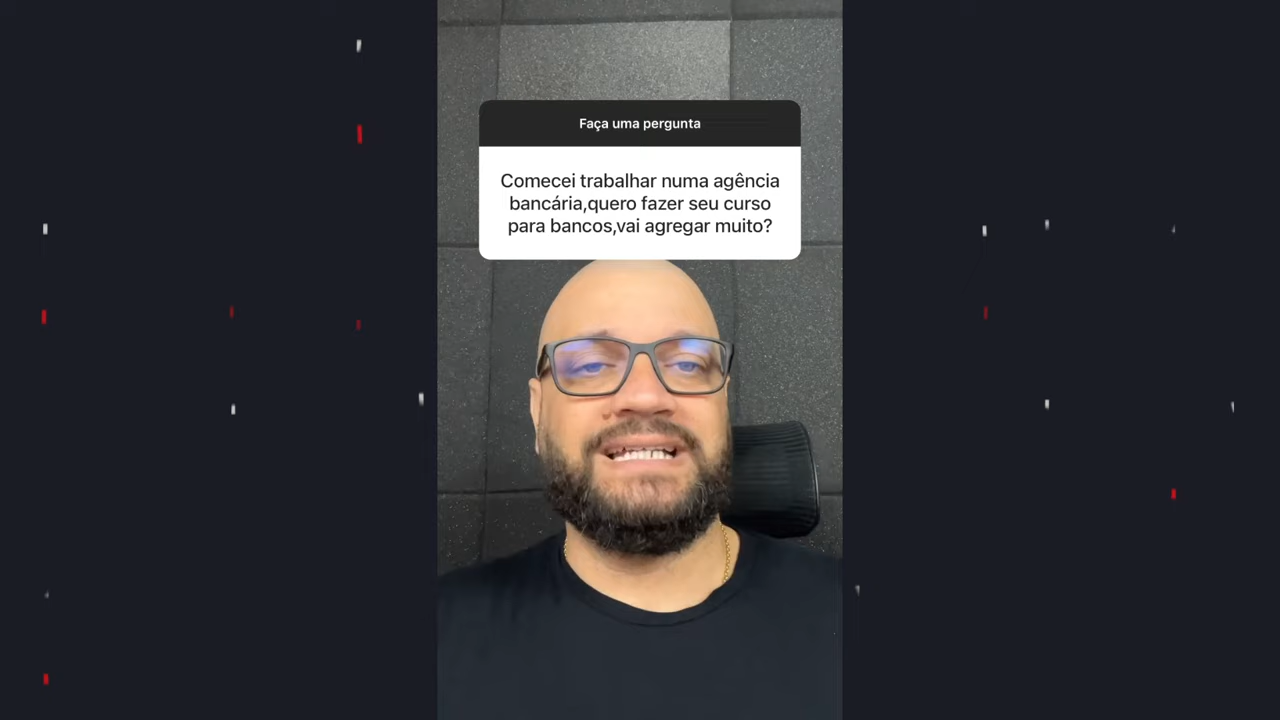 Faça uma pergunta
Comecei trabalhar numa agência
bancária,quero fazer seu curso
para bancos,vai agregar muito?